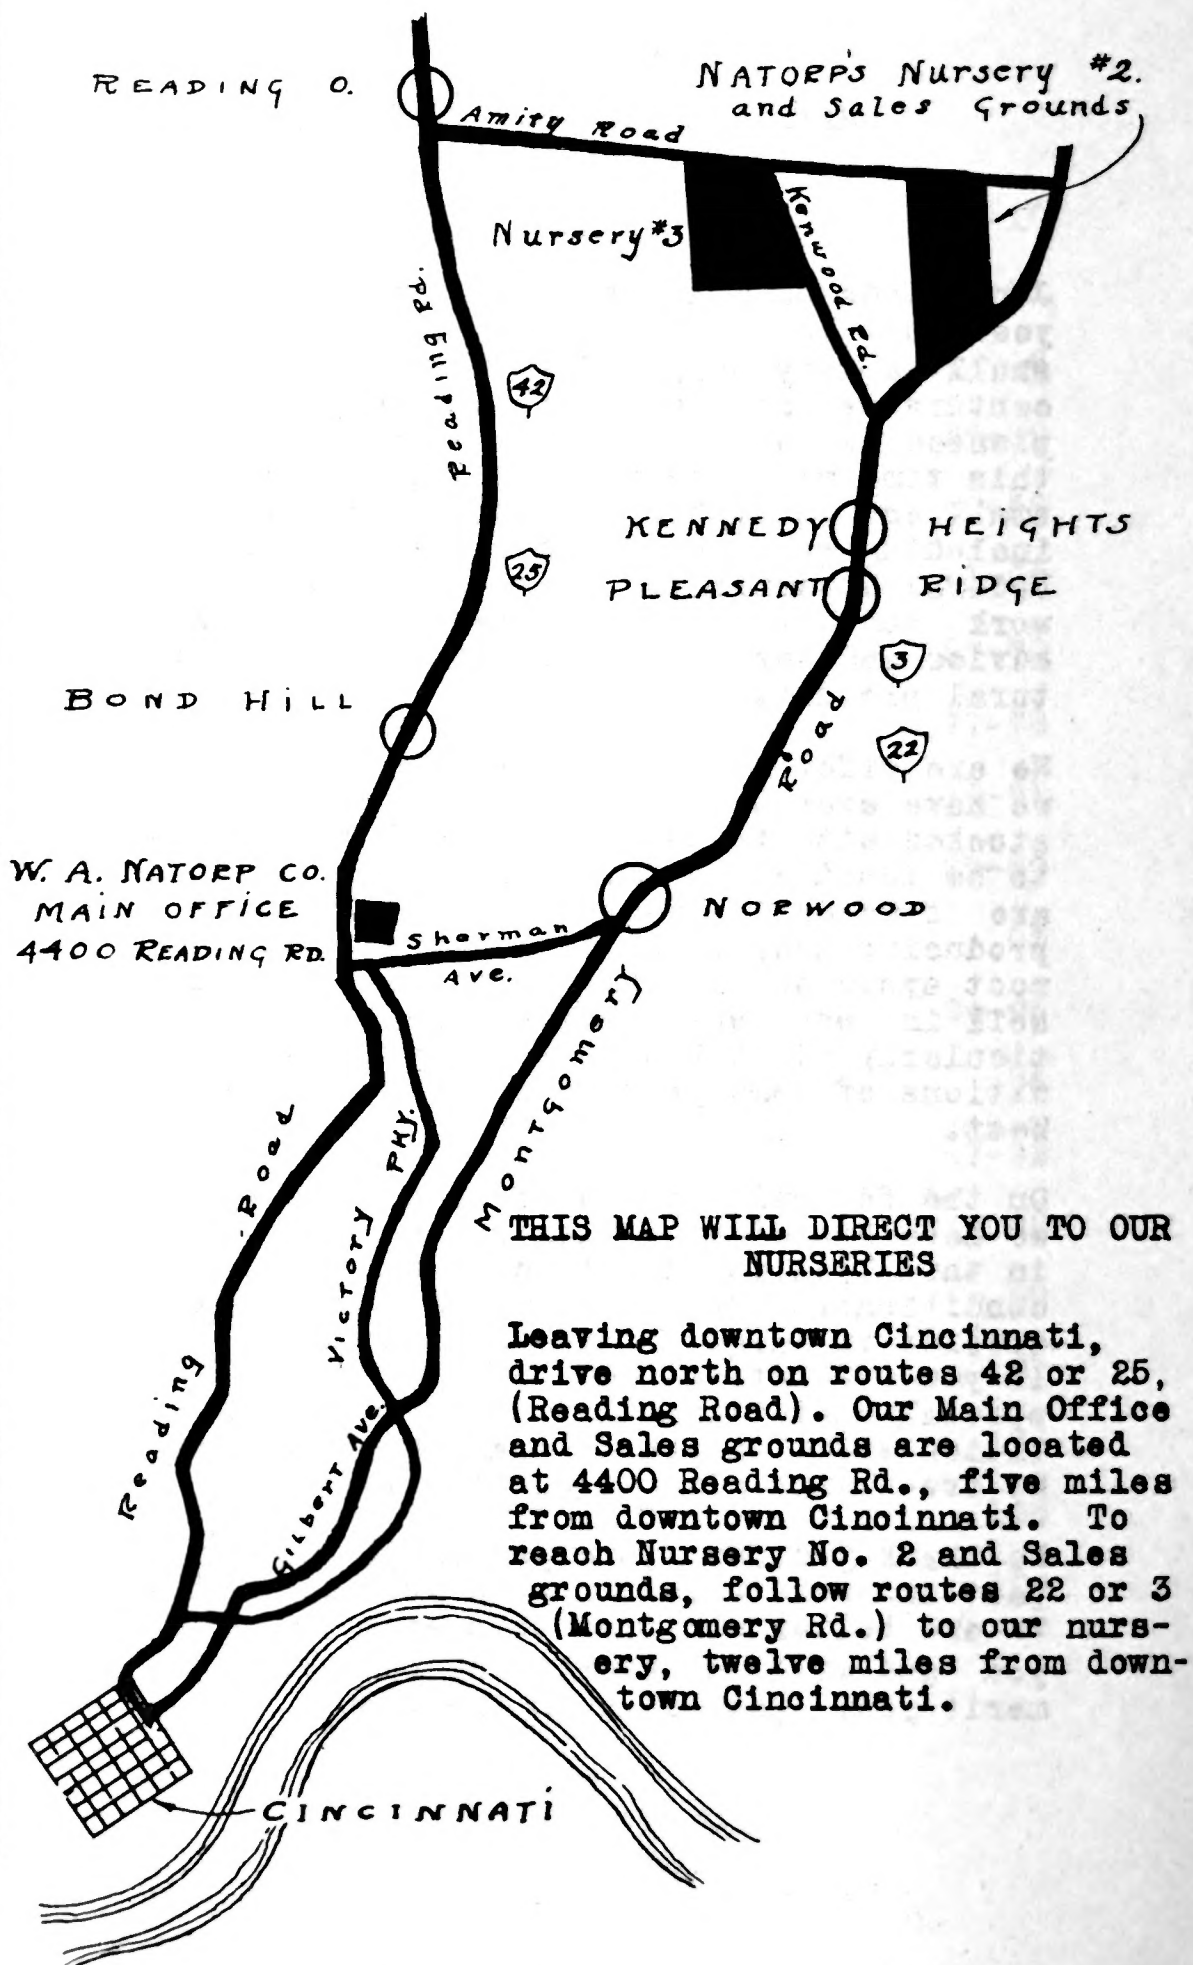 READING O.
NATORP'S Nursery #2.
and Sales Grounds
Amity Road
Nursery #3
Kenwood Rd.
Reading Rd.
42
KENNEDY HEIGHTS
25
PLEASANT RIDGE
3
BOND HILL
Road
22
W. A. NATORP CO.
MAIN OFFICE
4400 READING RD.
NORWOOD
Sherman
Ave.
Montgomery
Road
Victory PKY.
Reading
Gilbert Ave.
THIS MAP WILL DIRECT YOU TO OUR
NURSERIES
Leaving downtown Cincinnati,
drive north on routes 42 or 25,
(Reading Road). Our Main Office
and Sales grounds are located
at 4400 Reading Rd., five miles
from downtown Cincinnati. To
reach Nursery No. 2 and Sales
grounds, follow routes 22 or 3
(Montgomery Rd.) to our nurs-
ery, twelve miles from down-
town Cincinnati.
CINCINNATI